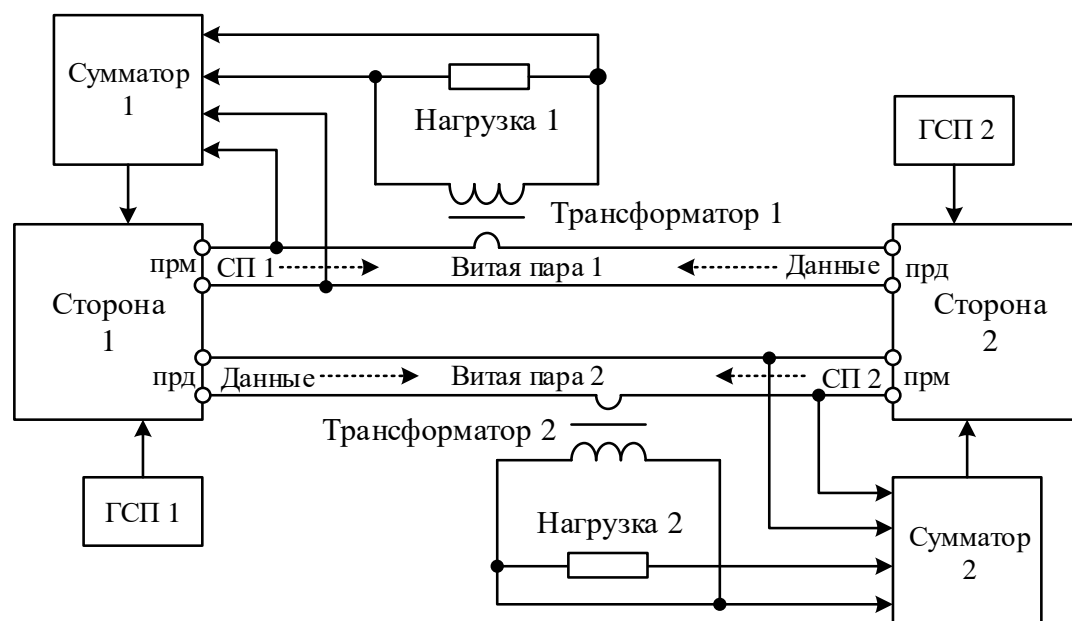 Сумматор
1
Нагрузка 1
ГСП 2
Трансформатор 1
прм
СП 1
Витая пара 1
Данные
прд
Сторона
1
Сторона
2
прд
Данные
Витая пара 2
СП 2
прм
Трансформатор 2
ГСП 1
Нагрузка 2
Сумматор
2